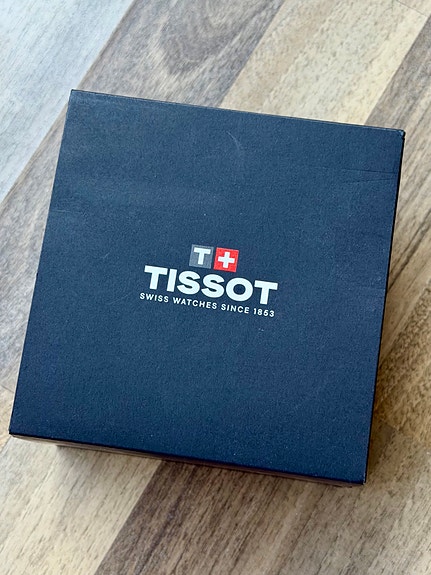 T+
TISSOT
SWISS WATCHES SINCE 1853